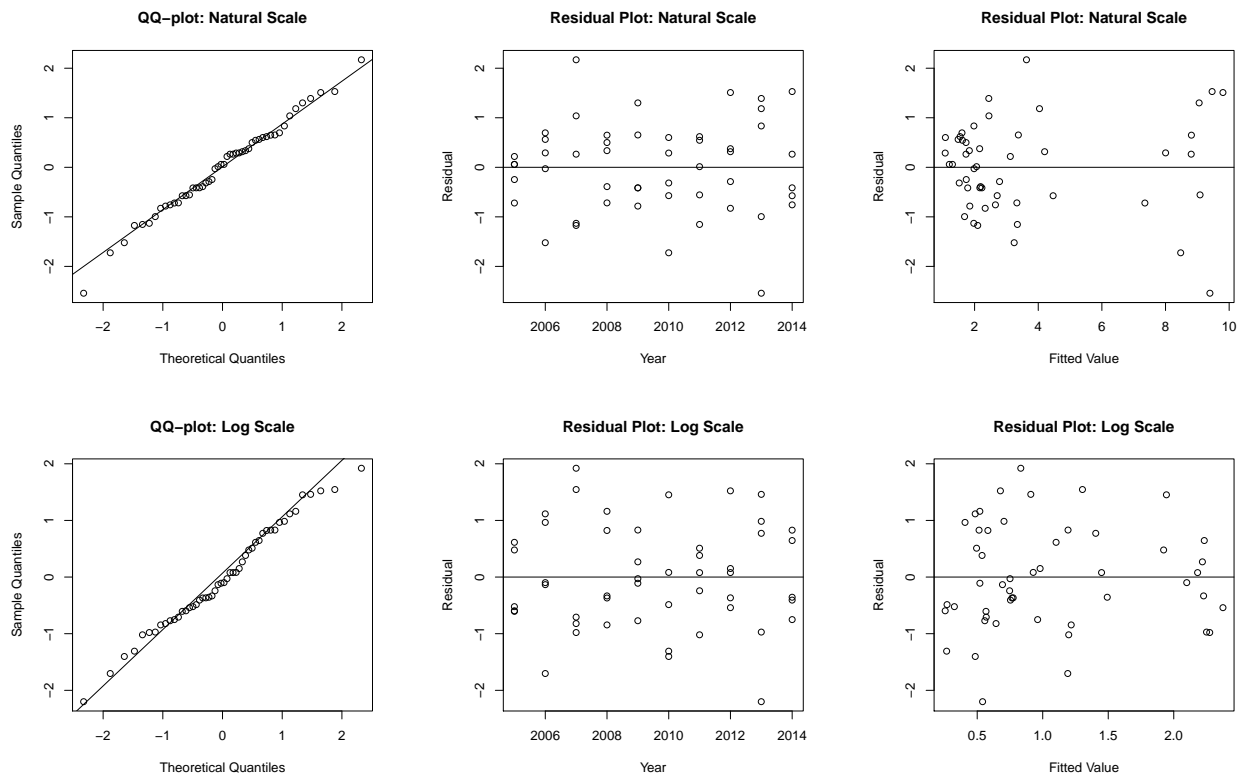 QQ−plot: Natural Scale
Sample Quantiles
2
1
0
−1
−2
−2 −1 0 1 2
Theoretical Quantiles
Residual Plot: Natural Scale
Residual
2
1
0
−1
−2
2006 2008 2010 2012 2014
Year
Residual Plot: Natural Scale
Residual
2
1
0
−1
−2
2 4 6 8 10
Fitted Value
QQ−plot: Log Scale
Sample Quantiles
2
1
0
−1
−2
−2 −1 0 1 2
Theoretical Quantiles
Residual Plot: Log Scale
Residual
2
1
0
−1
−2
2006 2008 2010 2012 2014
Year
Residual Plot: Log Scale
Residual
2
1
0
−1
−2
0.5 1.0 1.5 2.0
Fitted Value